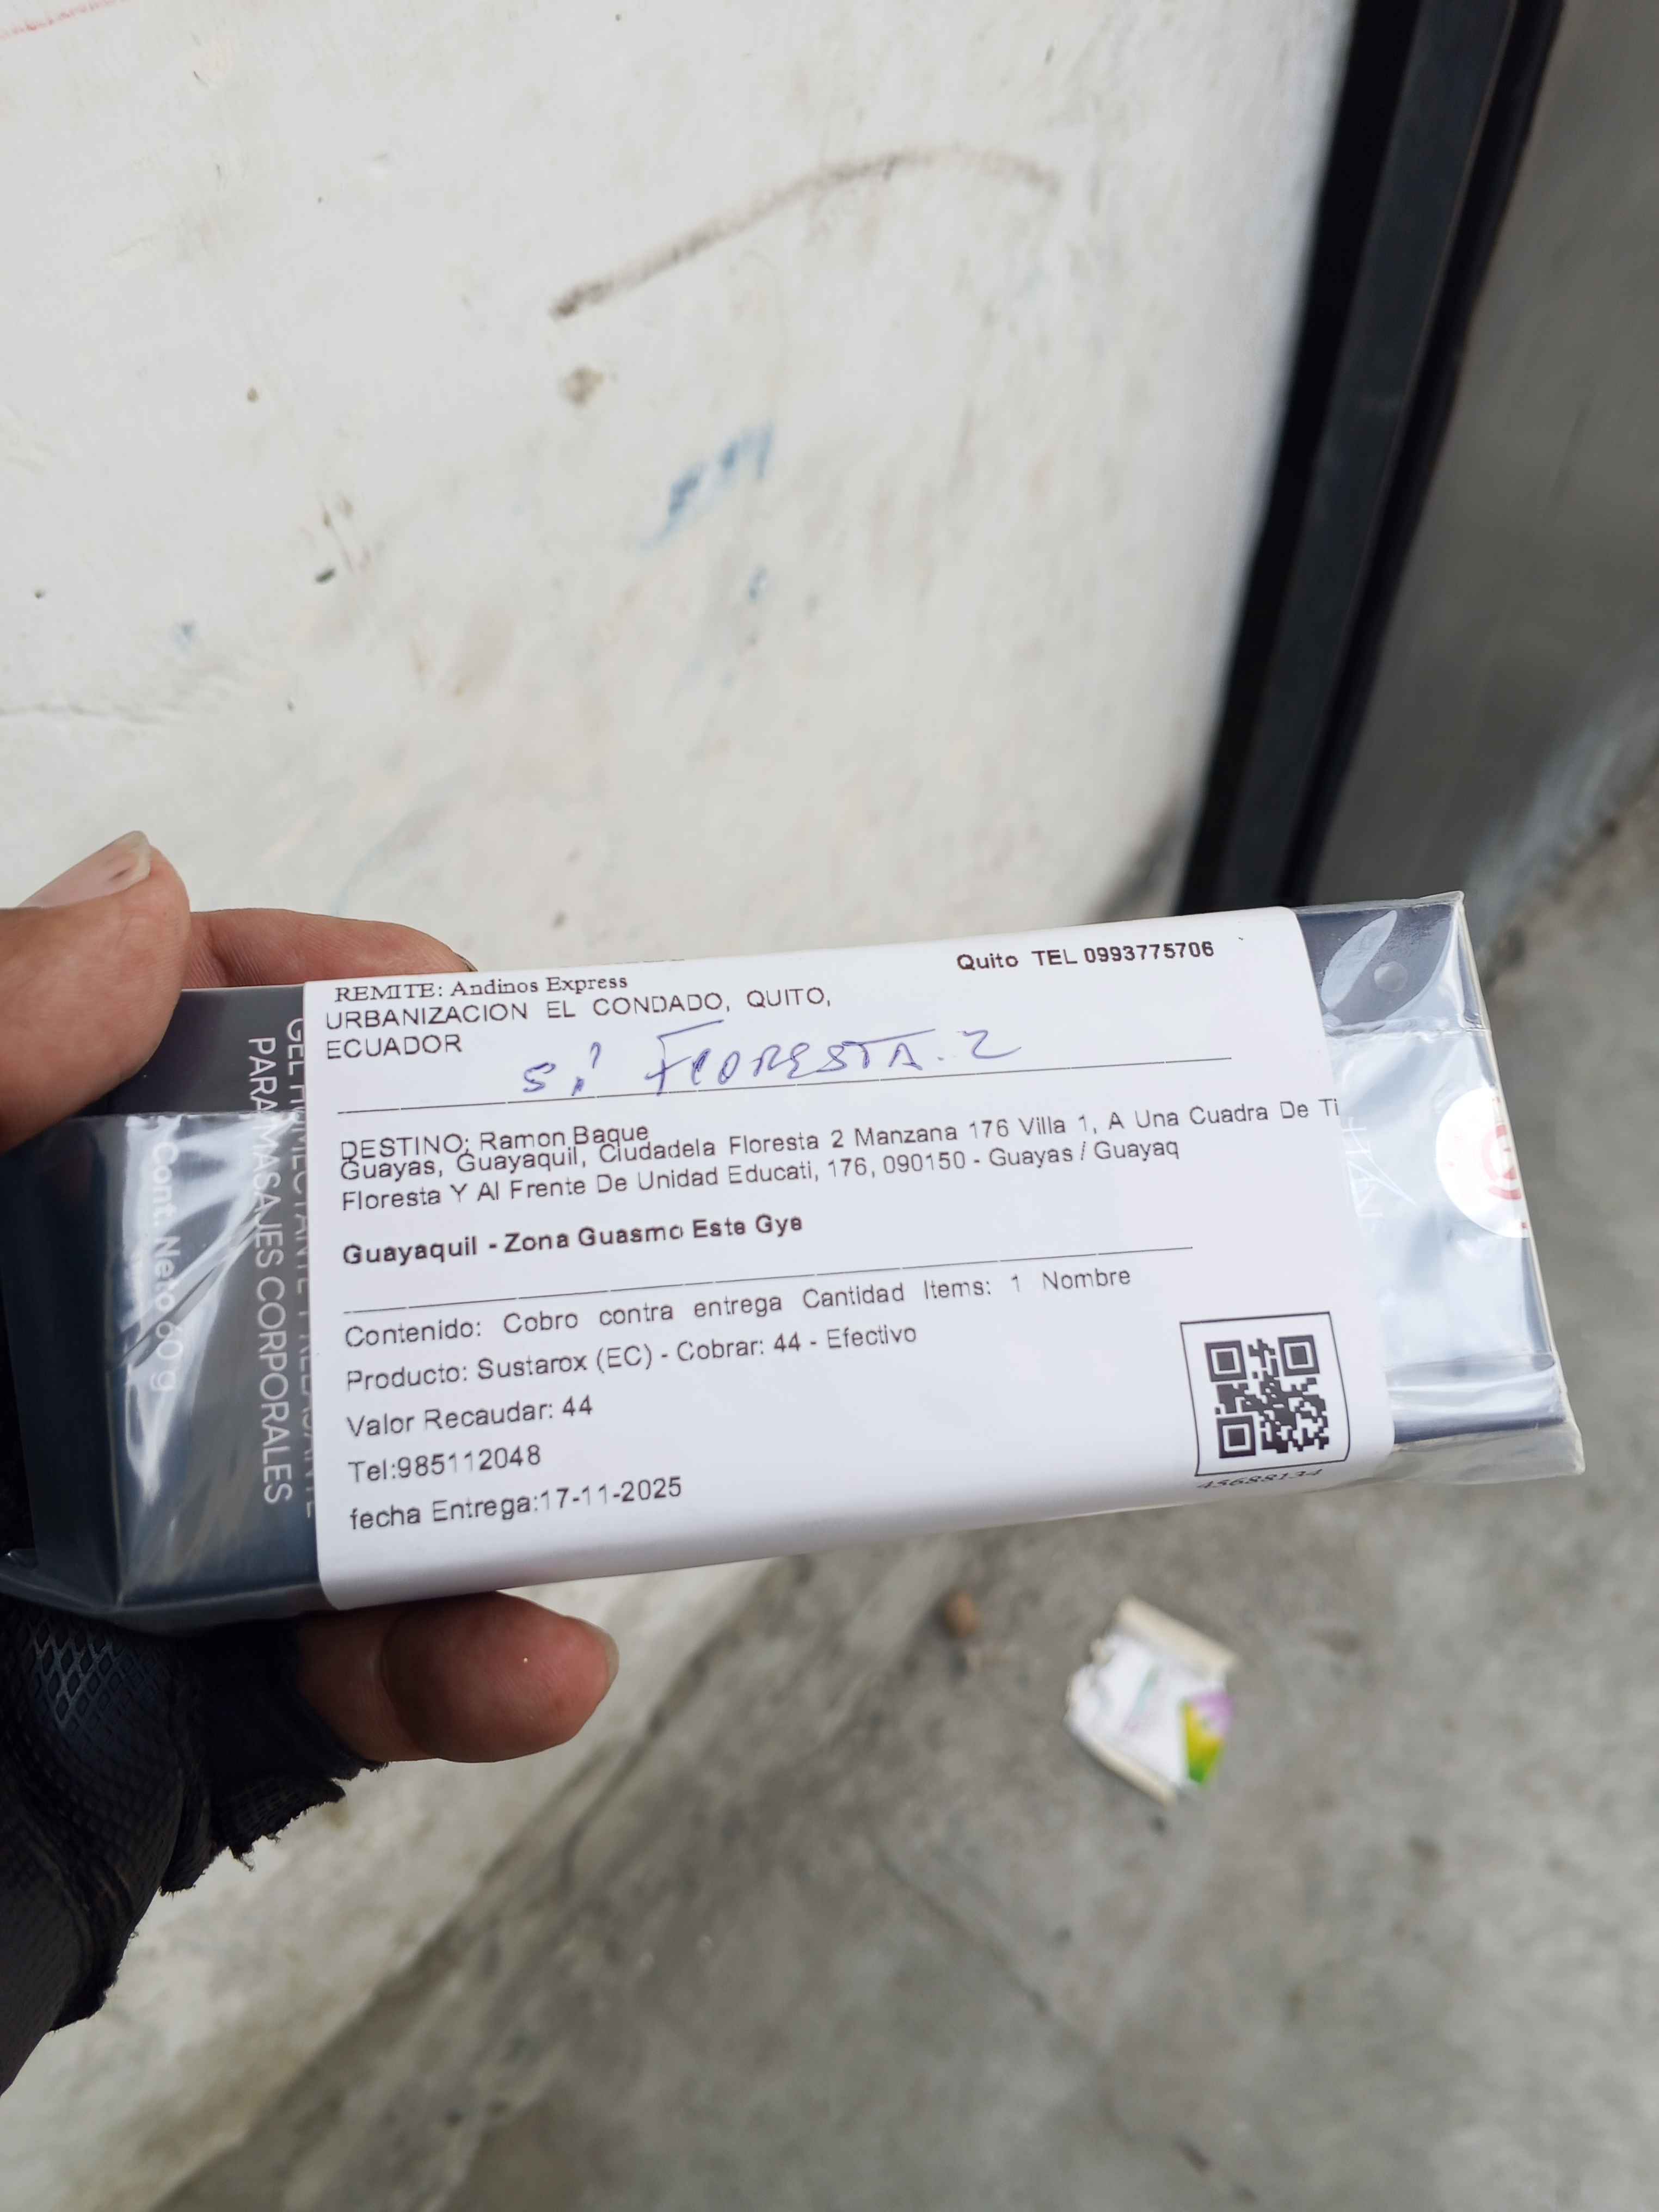 REMITE: Andinos Express
Quito TEL 0993775706
URBANIZACION EL CONDADO, QUITO,
ECUADOR
FLORESTA. 2
DESTINO: Ramon Baque
Guayas, Guayaquil, Ciudadela Floresta 2 Manzana 176 Villa 1, A Una Cuadra De Ti
Floresta Y Al Frente De Unidad Educati, 176, 090150 - Guayas / Guayaq
Guayaquil - Zona Guasmo Este Gye
Contenido: Cobro contra entrega Cantidad Items: 1 Nombre
Producto: Sustarox (EC) - Cobrar: 44 - Efectivo
Valor Recaudar: 44
Tel:985112048
fecha Entrega:17-11-2025
45688134
PARA MASAJES CORPORALES
Cont. Neto 60 g